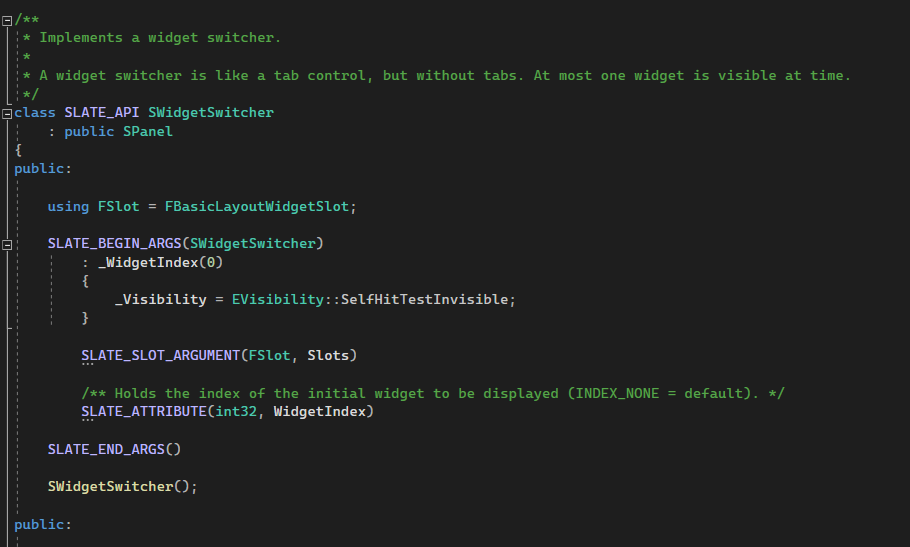 /**
* Implements a widget switcher.
*
* A widget switcher is like a tab control, but without tabs. At most one widget is visible at time.
*/
class SLATE_API SWidgetSwitcher
: public SPanel
{
public:
using FSlot = FBasicLayoutWidgetSlot;
SLATE_BEGIN_ARGS(SWidgetSwitcher)
: _WidgetIndex(0)
{
_Visibility = EVisibility::SelfHitTestInvisible;
}
SLATE_SLOT_ARGUMENT(FSlot, Slots)
/** Holds the index of the initial widget to be displayed (INDEX_NONE = default). */
SLATE_ATTRIBUTE(int32, WidgetIndex)
SLATE_END_ARGS()
SWidgetSwitcher();
public: